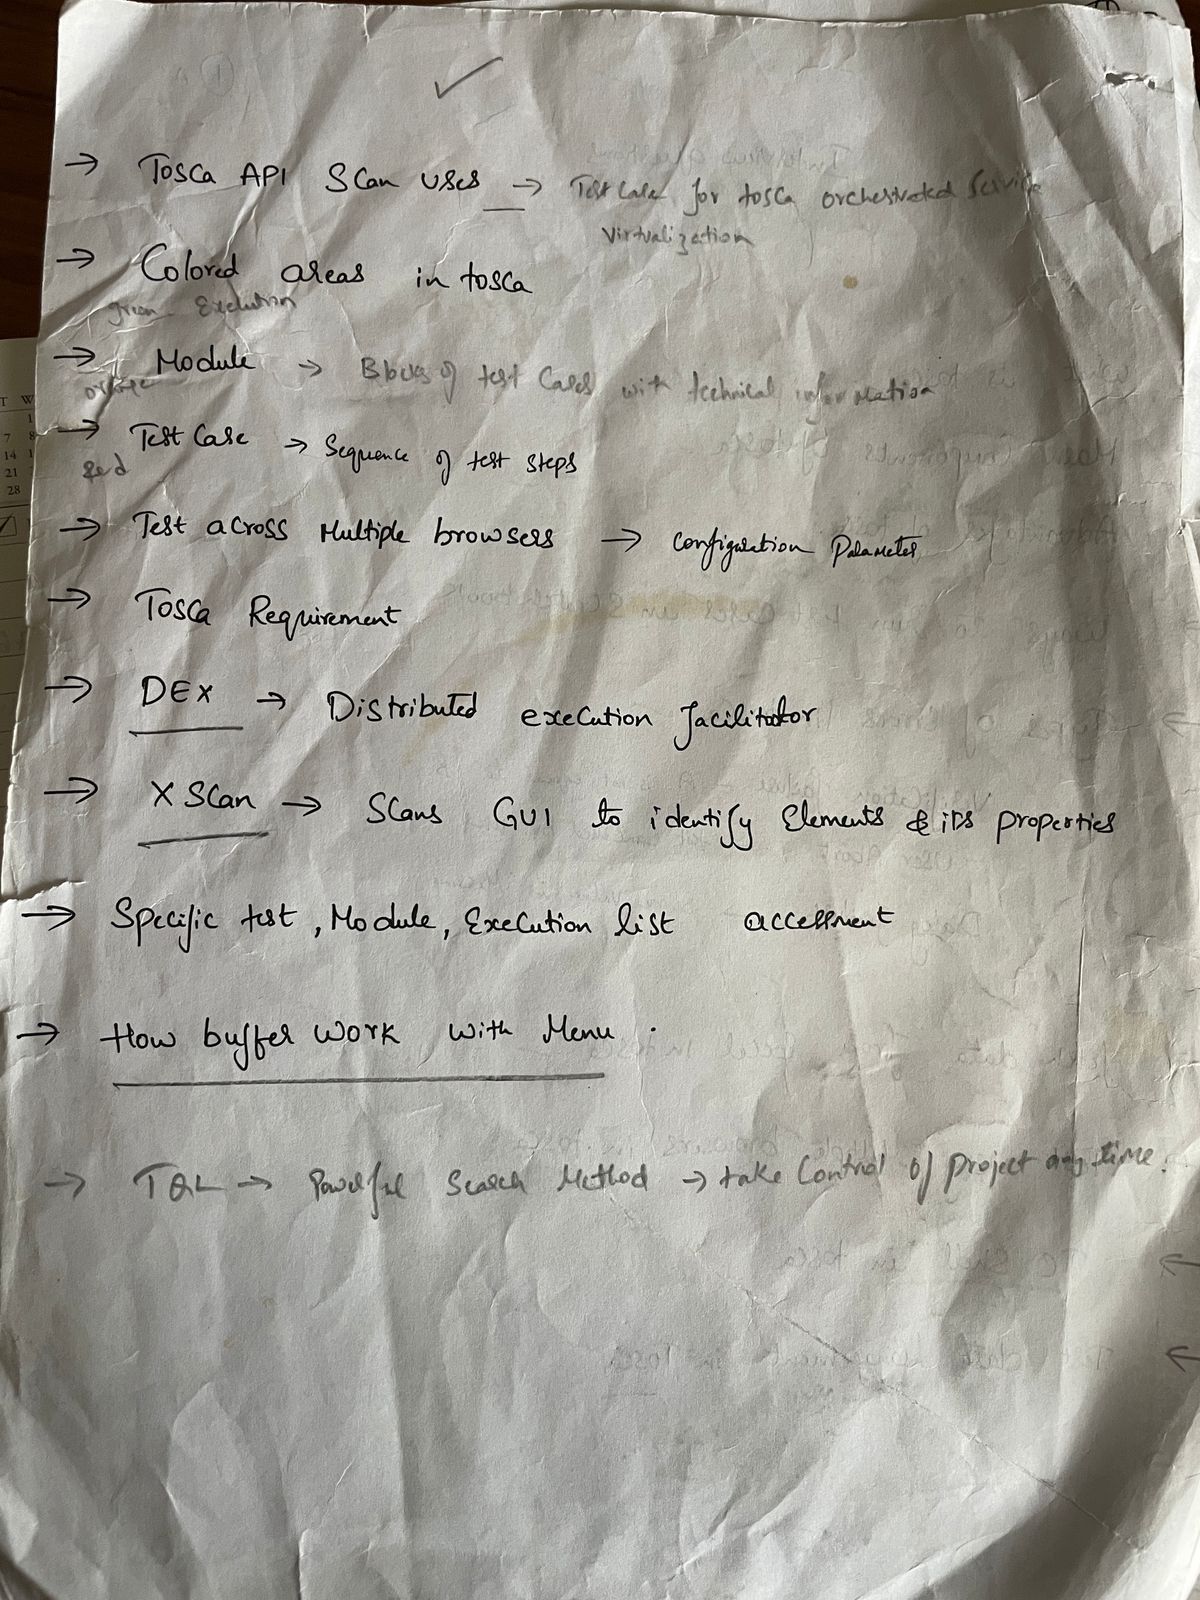 → Tosca API Scan uses → Test Case for tosca orchestrated Service
Virtualization
→ Colored areas in tosca
green - Execution
→ Module → Blocks of test Cases with technical information
orange
→ Test Case → Sequence of test steps
Red
→ Test across Multiple browsers → Configuration Parameter
→ Tosca Requirement
→ DEX → Distributed execution facilitator
→ X Scan → Scans GUI to identify Elements & its properties
→ Specific test, Module, Execution list accessment
→ How buffer work with Menu.
→ TQL → Powerful Search Method → take Control of project any time.